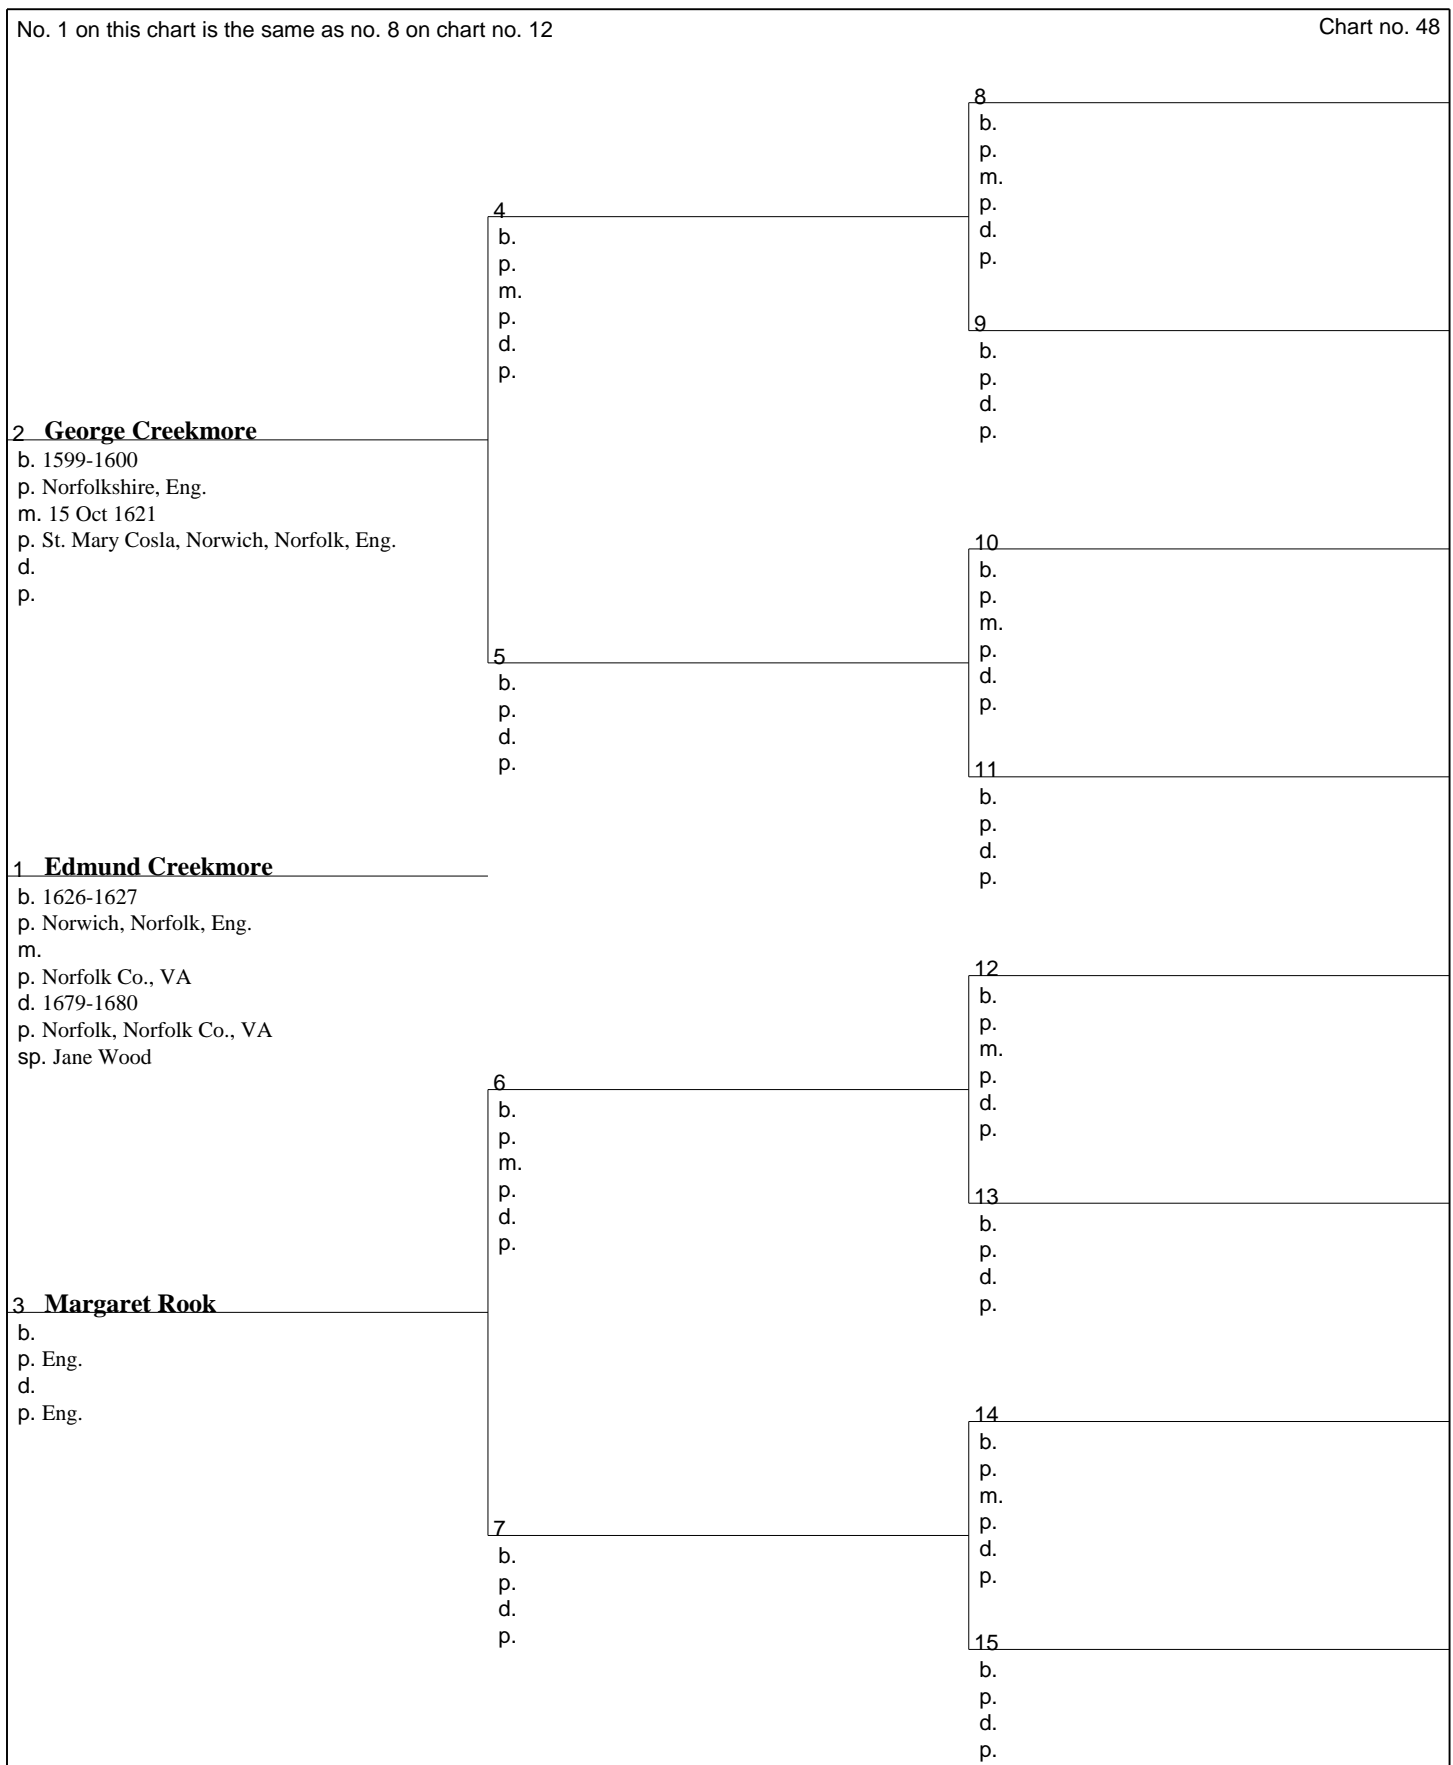 No. 1 on this chart is the same as no. 8 on chart no. 12
Chart no. 48
8
b.
p.
m.
p.
d.
p.
4
b.
p.
m.
p.
d.
p.
9
b.
p.
d.
p.
2 George Creekmore
b. 1599-1600
p. Norfolkshire, Eng.
m. 15 Oct 1621
p. St. Mary Cosla, Norwich, Norfolk, Eng.
d.
p.
10
b.
p.
m.
p.
d.
p.
5
b.
p.
d.
p.
11
b.
p.
d.
p.
1 Edmund Creekmore
b. 1626-1627
p. Norwich, Norfolk, Eng.
m.
p. Norfolk Co., VA
d. 1679-1680
p. Norfolk, Norfolk Co., VA
sp. Jane Wood
12
b.
p.
m.
p.
d.
p.
6
b.
p.
m.
p.
d.
p.
13
b.
p.
d.
p.
3 Margaret Rook
b.
p. Eng.
d.
p. Eng.
14
b.
p.
m.
p.
d.
p.
7
b.
p.
d.
p.
15
b.
p.
d.
p.